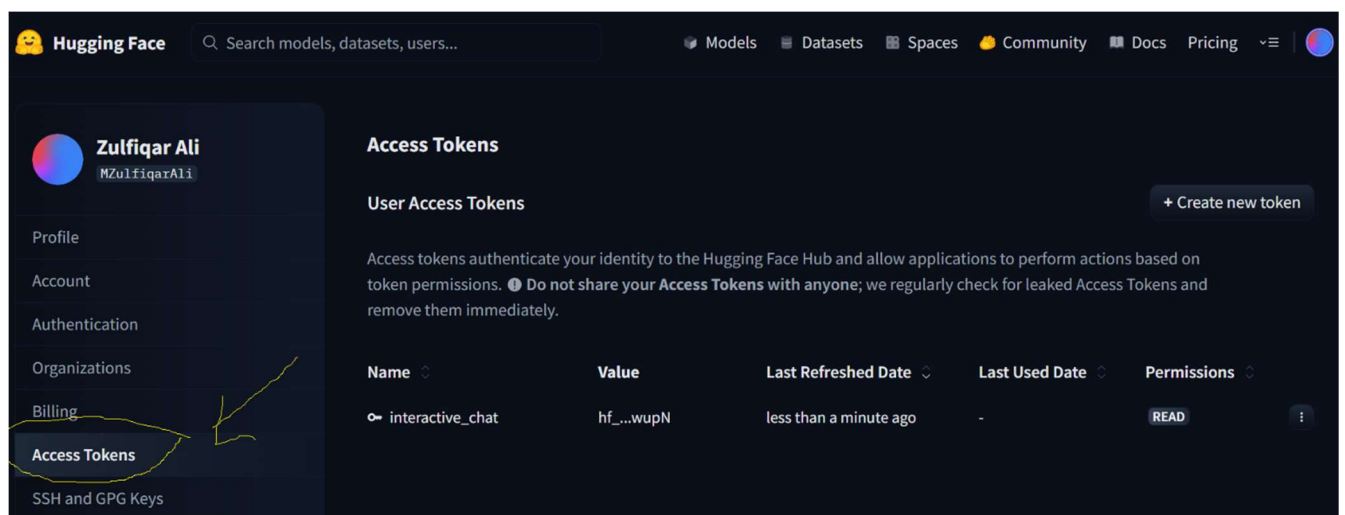 Hugging Face
Search models, datasets, users...
Models
Datasets
Spaces
Community
Docs
Pricing
Zulfiqar Ali
MZulfiqarAli
Profile
Account
Authentication
Organizations
Billing
Access Tokens
SSH and GPG Keys
Access Tokens
User Access Tokens
+ Create new token
Access tokens authenticate your identity to the Hugging Face Hub and allow applications to perform actions based on
token permissions. Do not share your Access Tokens with anyone; we regularly check for leaked Access Tokens and
remove them immediately.
Name Value Last Refreshed Date Last Used Date Permissions
interactive_chat hf_...wupN less than a minute ago - READ